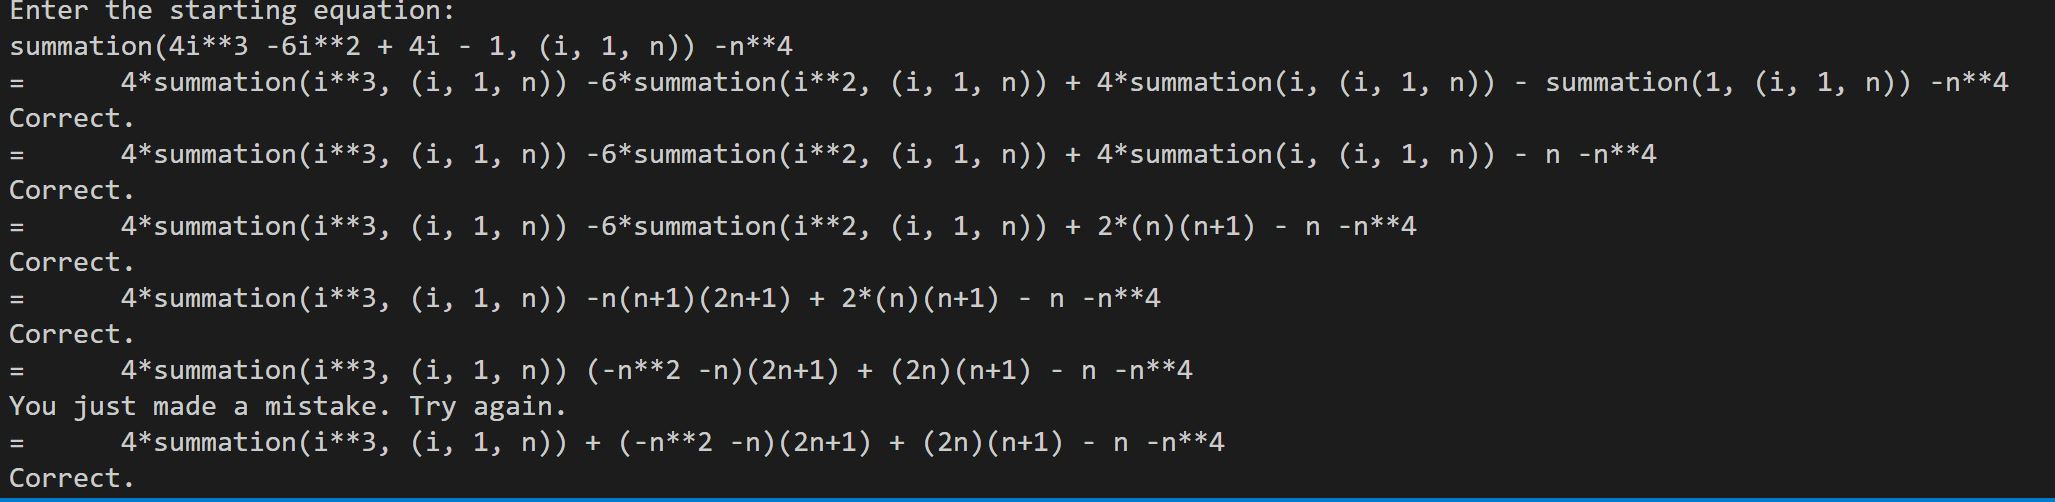 Enter the starting equation:
summation(4i**3 -6i**2 + 4i - 1, (i, 1, n)) -n**4
=      4*summation(i**3, (i, 1, n)) -6*summation(i**2, (i, 1, n)) + 4*summation(i, (i, 1, n)) - summation(1, (i, 1, n)) -n**4
Correct.
=      4*summation(i**3, (i, 1, n)) -6*summation(i**2, (i, 1, n)) + 4*summation(i, (i, 1, n)) - n -n**4
Correct.
=      4*summation(i**3, (i, 1, n)) -6*summation(i**2, (i, 1, n)) + 2*(n)(n+1) - n -n**4
Correct.
=      4*summation(i**3, (i, 1, n)) -n(n+1)(2n+1) + 2*(n)(n+1) - n -n**4
Correct.
=      4*summation(i**3, (i, 1, n)) (-n**2 -n)(2n+1) + (2n)(n+1) - n -n**4
You just made a mistake. Try again.
=      4*summation(i**3, (i, 1, n)) + (-n**2 -n)(2n+1) + (2n)(n+1) - n -n**4
Correct.